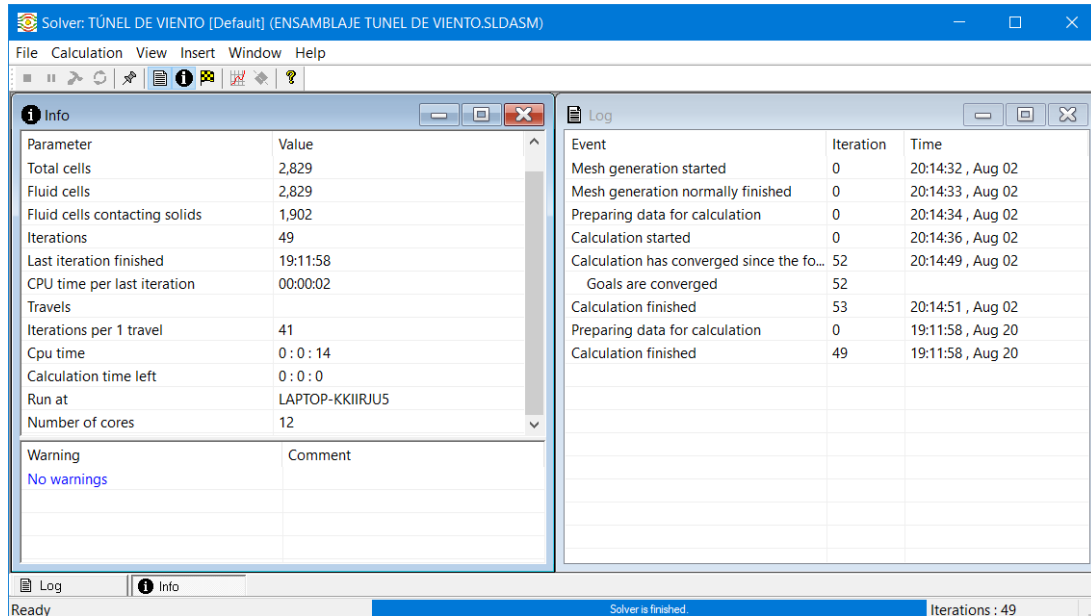 Solver: TÚNEL DE VIENTO [Default] (ENSAMBLAJE TUNEL DE VIENTO.SLDASM)
File Calculation View Insert Window Help
Info
Parameter Value
Total cells 2,829
Fluid cells 2,829
Fluid cells contacting solids 1,902
Iterations 49
Last iteration finished 19:11:58
CPU time per last iteration 00:00:02
Travels
Iterations per 1 travel 41
Cpu time 0 : 0 : 14
Calculation time left 0 : 0 : 0
Run at LAPTOP-KKIIRJU5
Number of cores 12
Warning Comment
No warnings
Log
Event Iteration Time
Mesh generation started 0 20:14:32 , Aug 02
Mesh generation normally finished 0 20:14:33 , Aug 02
Preparing data for calculation 0 20:14:34 , Aug 02
Calculation started 0 20:14:36 , Aug 02
Calculation has converged since the fo... 52 20:14:49 , Aug 02
Goals are converged 52
Calculation finished 53 20:14:51 , Aug 02
Preparing data for calculation 0 19:11:58 , Aug 20
Calculation finished 49 19:11:58 , Aug 20
Log Info
Ready Solver is finished. Iterations : 49